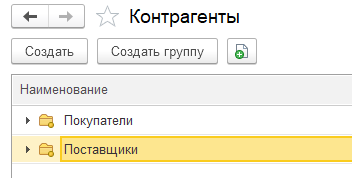 Контрагенты
Создать Создать группу
Наименование
Покупатели
Поставщики